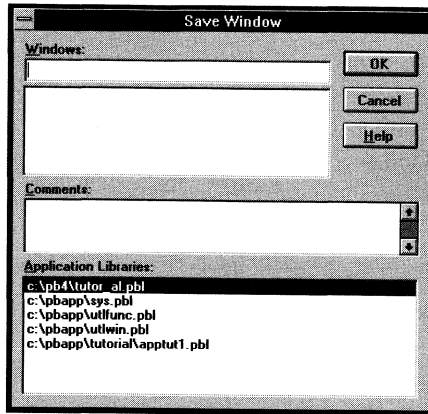 Save Window
Windows:
OK
Cancel
Help
Comments:
Application Libraries:
c:\pb4\tutor_al.pbl
c:\pbapp\sys.pbl
c:\pbapp\utlfunc.pbl
c:\pbapp\utlwin.pbl
c:\pbapp\tutorial\apptut1.pbl